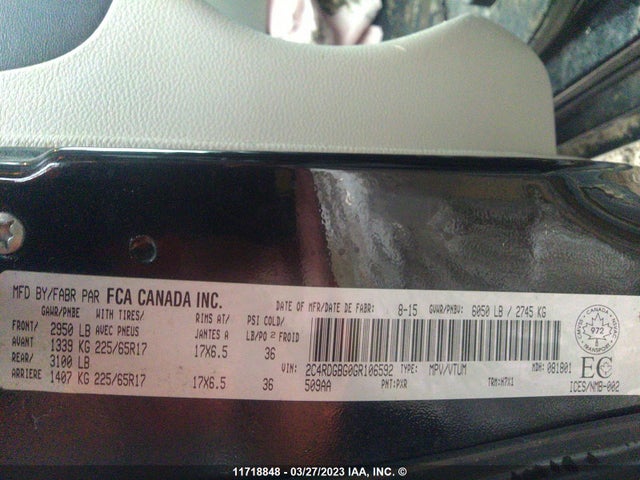 MFD BY/FABR PAR FCA CANADA INC.
DATE OF MFR/DATE DE FABR: 8-15 GVWR/PNBV: 6050 LB / 2745 KG
GAWR/PNBE WITH TIRES/ RIMS AT/ PSI COLD/
FRONT/ 2950 LB AVEC PNEUS JANTES A LB/PO² FROID
AVANT 1339 KG 225/65R17 17X6.5 36
REAR/ 3100 LB
ARRIERE 1407 KG 225/65R17 17X6.5 36
VIN: 2C4RDGBG0GR106592 TYPE: MPV/VTUM MDH: 081801
509AA PNT: PXR TRM: H7X1
CANADA
972
TRANSPORT
EC
ICES/NMB-002
11718848 - 03/27/2023 IAA, INC. ©